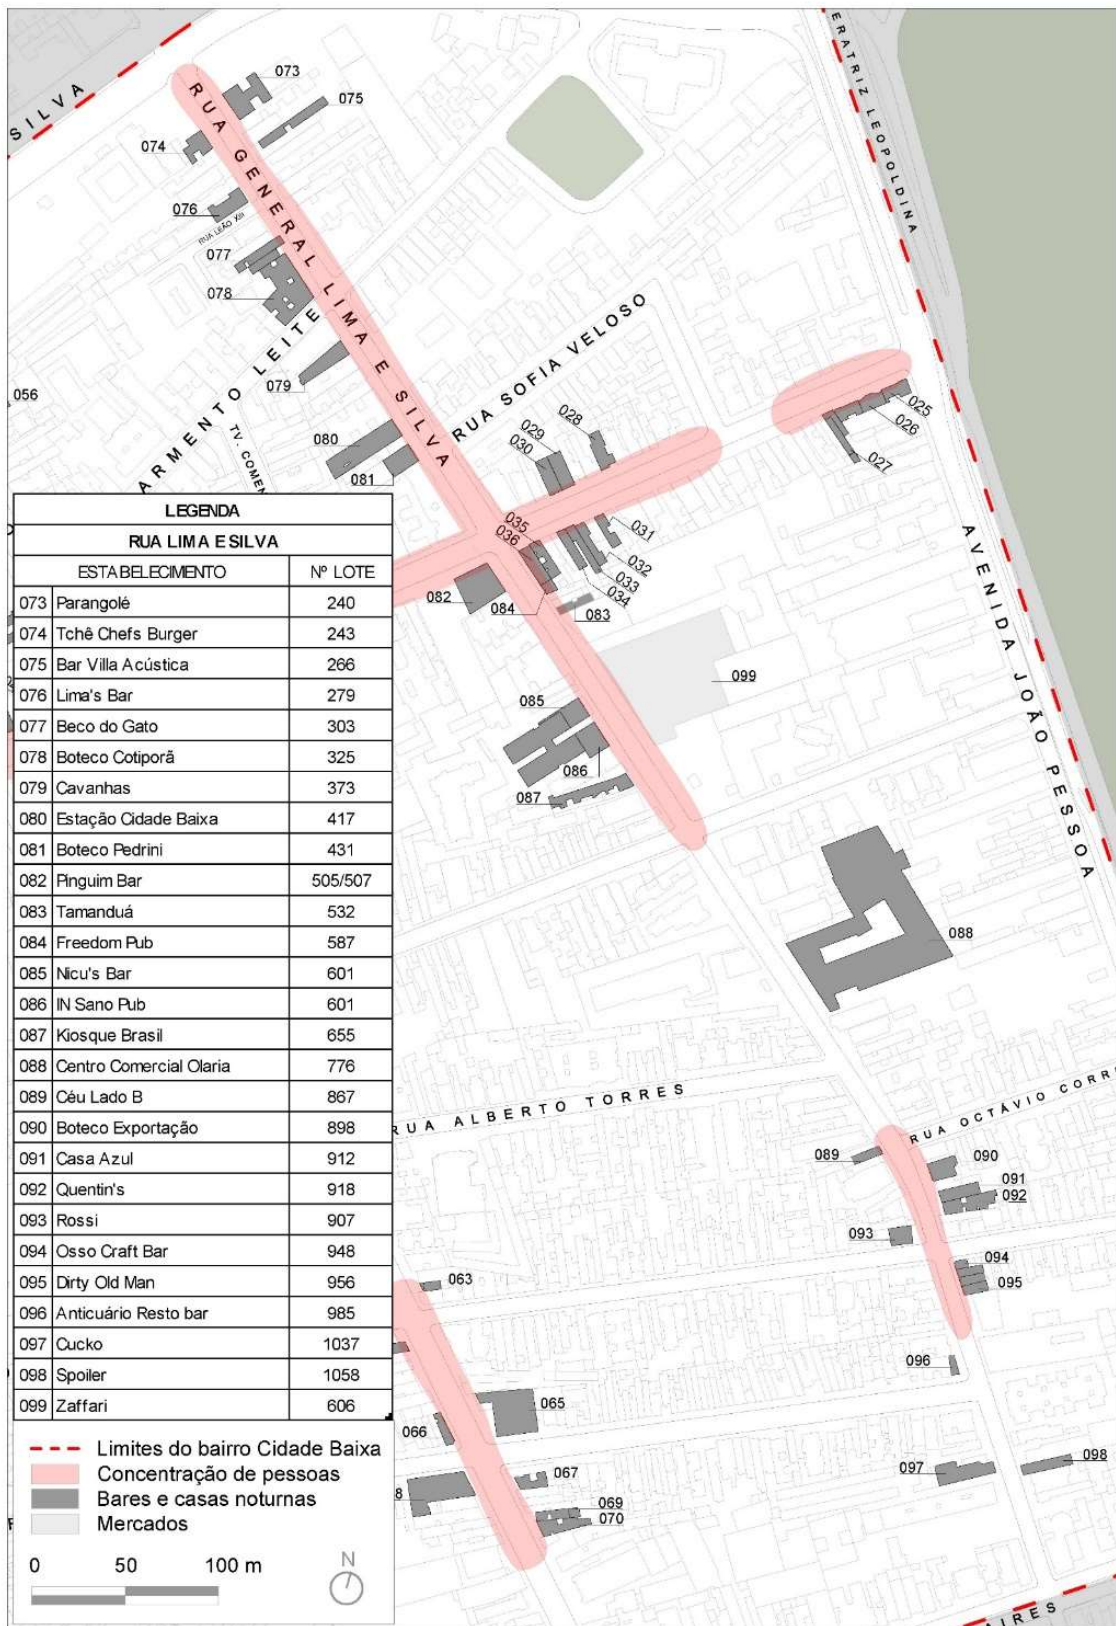 SILVA
RUA GENERAL LIMA E SILVA
ERATRIZ LEOPOLDINA
073
075
074
076
RUA LEÃO XIII
077
078
ARMENTO LEITE
079
056
TV. COMEN
RUA SOFIA VELOSO
080
081
028
029
030
025
026
027
035
036
031
032
033
034
082
084
083
099
085
086
087
AVENIDA JOÃO PESSOA
088
RUA ALBERTO TORRES
RUA OCTÁVIO CORRE
089
090
091
092
093
094
095
063
096
065
066
067
8
069
070
097
098
AIRES
LEGENDA
RUA LIMA E SILVA
ESTABELECIMENTO Nº LOTE
073 Parangolé 240
074 Tchê Chefs Burger 243
075 Bar Villa Acústica 266
076 Lima's Bar 279
077 Beco do Gato 303
078 Boteco Cotiporã 325
079 Cavanhas 373
080 Estação Cidade Baixa 417
081 Boteco Pedrini 431
082 Pinguim Bar 505/507
083 Tamanduá 532
084 Freedom Pub 587
085 Nicu's Bar 601
086 IN Sano Pub 601
087 Kiosque Brasil 655
088 Centro Comercial Olaria 776
089 Céu Lado B 867
090 Boteco Exportação 898
091 Casa Azul 912
092 Quentin's 918
093 Rossi 907
094 Osso Craft Bar 948
095 Dirty Old Man 956
096 Anticuário Resto bar 985
097 Cucko 1037
098 Spoiler 1058
099 Zaffari 606
Limites do bairro Cidade Baixa
Concentração de pessoas
Bares e casas noturnas
Mercados
0 50 100 m
N